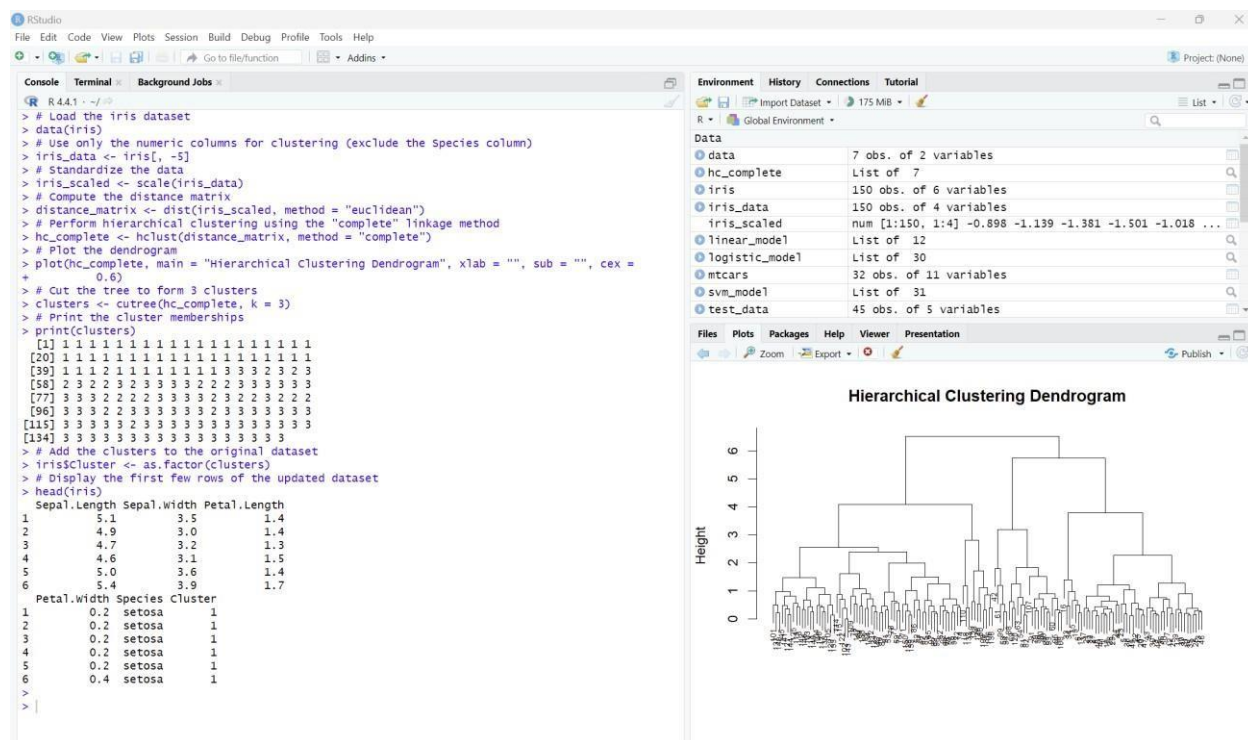 RStudio
File Edit Code View Plots Session Build Debug Profile Tools Help
Go to file/function Addins
Project: (None)
Console Terminal Background Jobs
R 4.4.1 · ~/
> # Load the iris dataset
> data(iris)
> # Use only the numeric columns for clustering (exclude the Species column)
> iris_data <- iris[, -5]
> # Standardize the data
> iris_scaled <- scale(iris_data)
> # Compute the distance matrix
> distance_matrix <- dist(iris_scaled, method = "euclidean")
> # Perform hierarchical clustering using the "complete" linkage method
> hc_complete <- hclust(distance_matrix, method = "complete")
> # Plot the dendrogram
> plot(hc_complete, main = "Hierarchical Clustering Dendrogram", xlab = "", sub = "", cex =
+ 0.6)
> # Cut the tree to form 3 clusters
> clusters <- cutree(hc_complete, k = 3)
> # Print the cluster memberships
> print(clusters)
[1] 1 1 1 1 1 1 1 1 1 1 1 1 1 1 1 1 1 1 1
[20] 1 1 1 1 1 1 1 1 1 1 1 1 1 1 1 1 1 1 1
[39] 1 1 1 2 1 1 1 1 1 1 1 1 3 3 3 2 3 2 3
[58] 2 3 2 2 3 2 3 3 3 3 2 2 2 3 3 3 3 3
[77] 3 3 3 2 2 2 2 3 3 3 3 2 3 2 2 3 2 2 2
[96] 3 3 3 2 2 3 3 3 3 3 3 2 3 3 3 3 3 3 3
[115] 3 3 3 3 3 2 3 3 3 3 3 3 3 3 3 3 3 3 3
[134] 3 3 3 3 3 3 3 3 3 3 3 3 3 3 3 3 3
> # Add the clusters to the original dataset
> iris$Cluster <- as.factor(clusters)
> # Display the first few rows of the updated dataset
> head(iris)
Sepal.Length Sepal.Width Petal.Length
1 5.1 3.5 1.4
2 4.9 3.0 1.4
3 4.7 3.2 1.3
4 4.6 3.1 1.5
5 5.0 3.6 1.4
6 5.4 3.9 1.7
Petal.Width Species Cluster
1 0.2 setosa 1
2 0.2 setosa 1
3 0.2 setosa 1
4 0.2 setosa 1
5 0.2 setosa 1
6 0.4 setosa 1
>
>
Environment History Connections Tutorial
Import Dataset 175 MiB List
R Global Environment
Data
data 7 obs. of 2 variables
hc_complete List of 7
iris 150 obs. of 6 variables
iris_data 150 obs. of 4 variables
iris_scaled num [1:150, 1:4] -0.898 -1.139 -1.381 -1.501 -1.018 ...
linear_model List of 12
logistic_model List of 30
mtcars 32 obs. of 11 variables
svm_model List of 31
test_data 45 obs. of 5 variables
Files Plots Packages Help Viewer Presentation
Zoom Export Publish
Hierarchical Clustering Dendrogram
Height
6
5
4
3
2
1
0